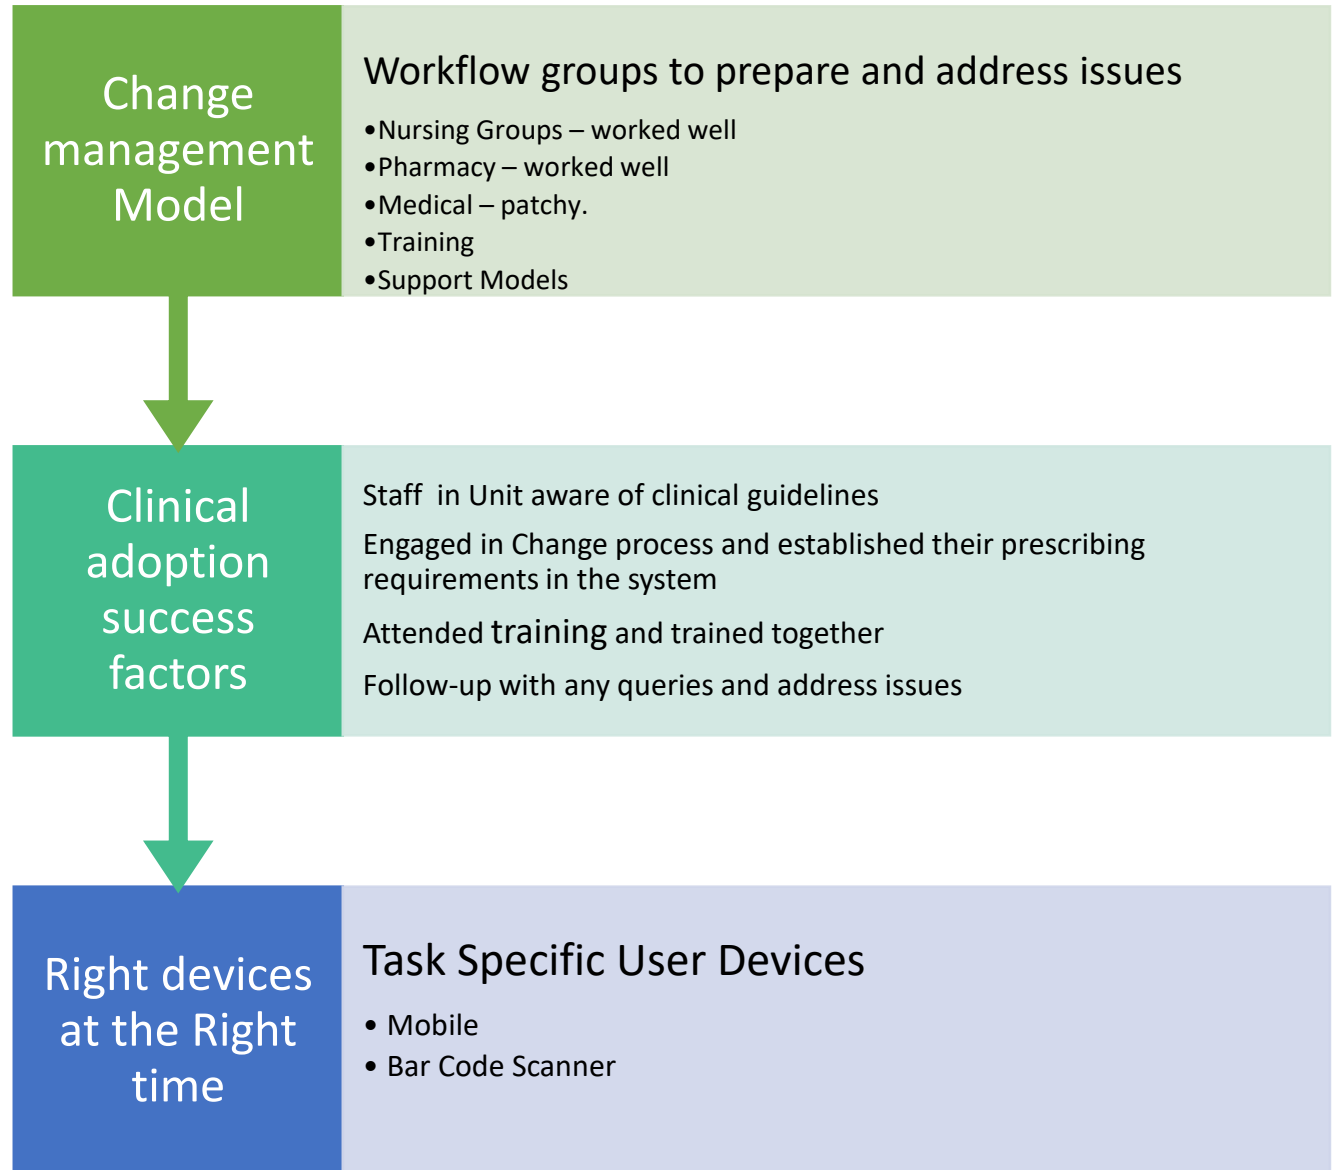 Change
management
Model
Workflow groups to prepare and address issues
•Nursing Groups – worked well
•Pharmacy – worked well
•Medical – patchy.
•Training
•Support Models
Clinical
adoption
success
factors
Staff  in Unit aware of clinical guidelines
Engaged in Change process and established their prescribing
requirements in the system
Attended training and trained together
Follow-up with any queries and address issues
Right devices
at the Right
time
Task Specific User Devices
• Mobile
• Bar Code Scanner